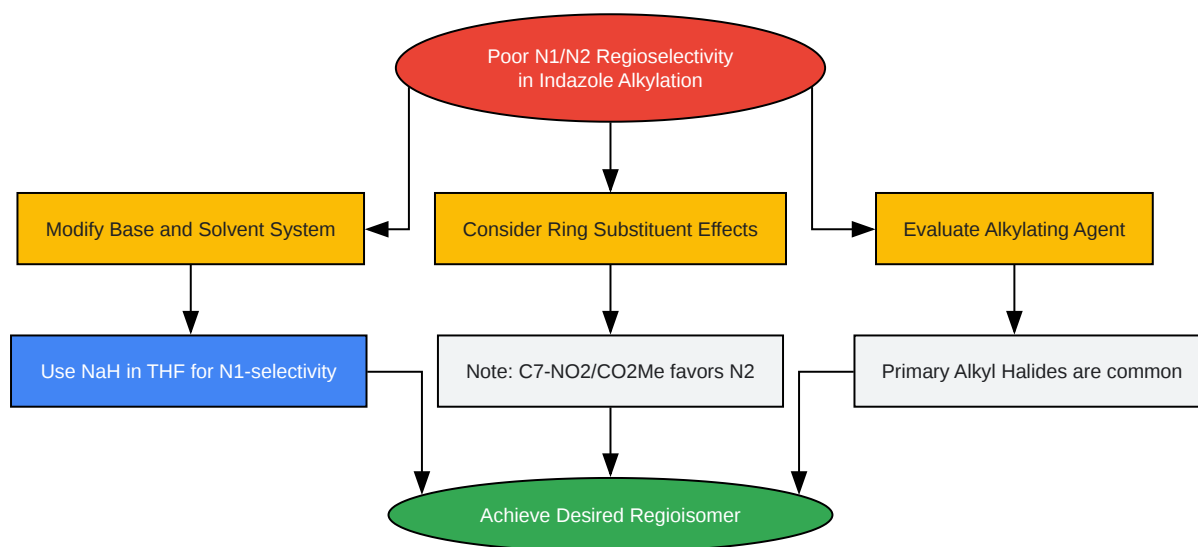 Poor N1/N2 Regioselectivity
in Indazole Alkylation
Modify Base and Solvent System
Consider Ring Substituent Effects
Evaluate Alkylating Agent
Use NaH in THF for N1-selectivity
Note: C7-NO2/CO2Me favors N2
Primary Alkyl Halides are common
Achieve Desired Regioisomer